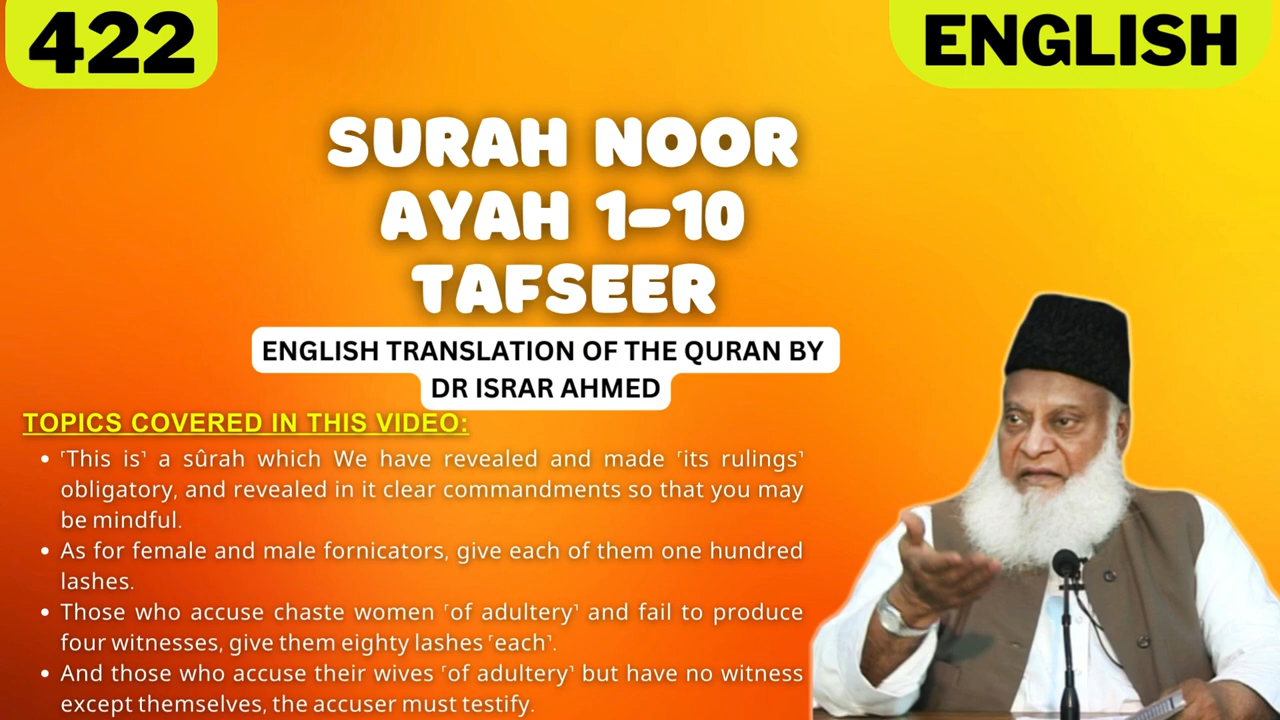 422
ENGLISH
SURAH NOOR
AYAH 1-10
TAFSEER
ENGLISH TRANSLATION OF THE QURAN BY
DR ISRAR AHMED
TOPICS COVERED IN THIS VIDEO:
• ˹This is˺ a sûrah which We have revealed and made ˹its rulings˺
obligatory, and revealed in it clear commandments so that you may
be mindful.
• As for female and male fornicators, give each of them one hundred
lashes.
• Those who accuse chaste women ˹of adultery˺ and fail to produce
four witnesses, give them eighty lashes ˹each˺.
• And those who accuse their wives ˹of adultery˺ but have no witness
except themselves, the accuser must testify.